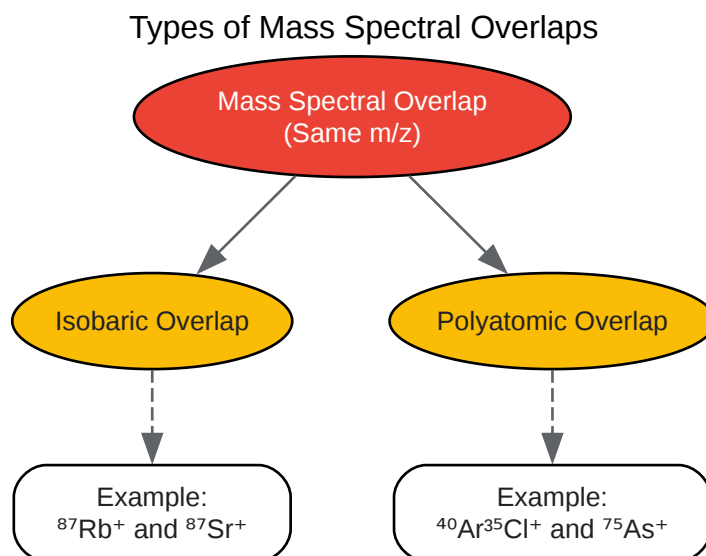 Types of Mass Spectral Overlaps
Mass Spectral Overlap
(Same m/z)
Isobaric Overlap
Polyatomic Overlap
Example:
⁸⁷Rb⁺ and ⁸⁷Sr⁺
Example:
⁴⁰Ar³⁵Cl⁺ and ⁷⁵As⁺